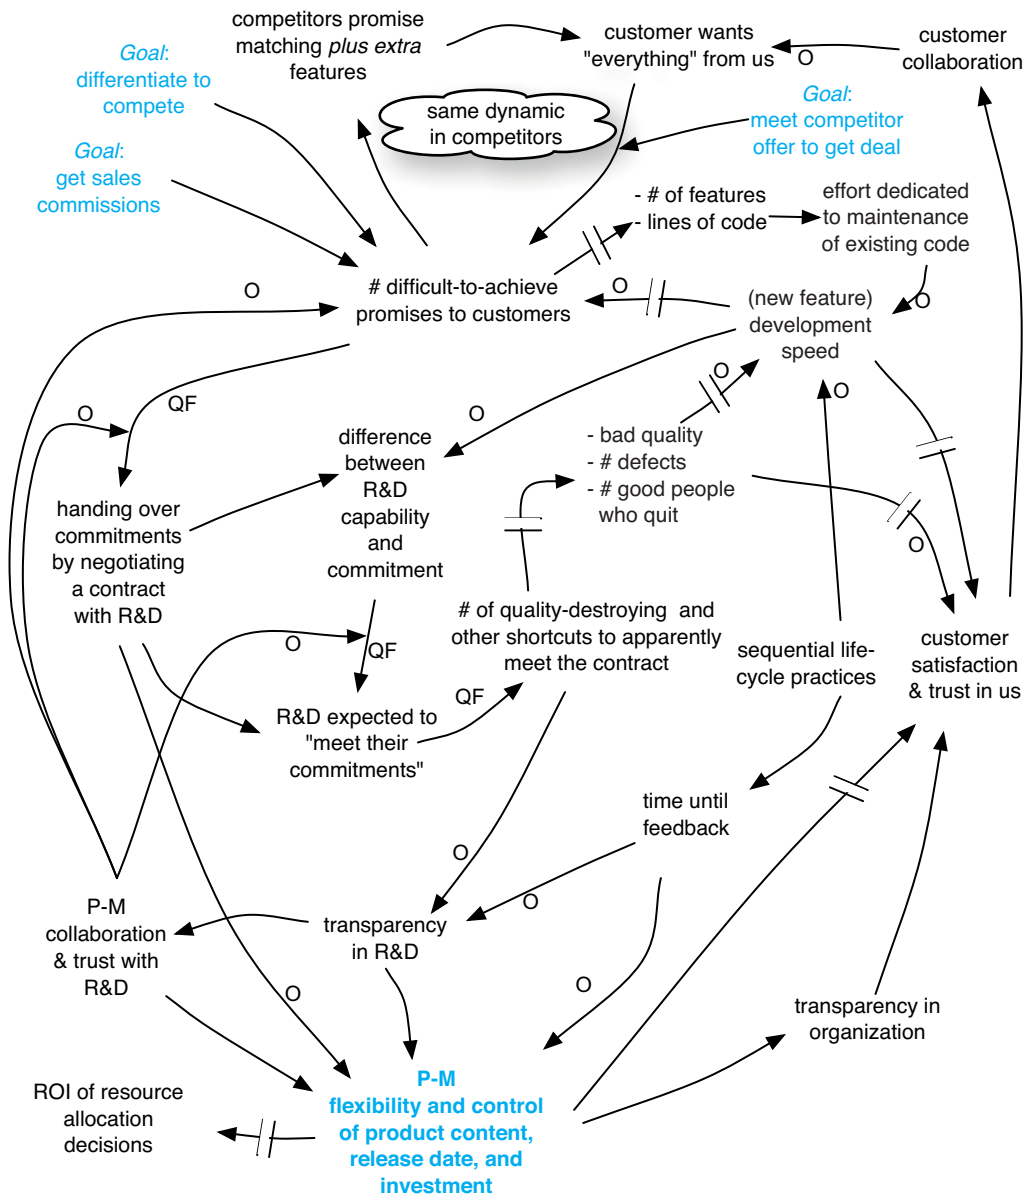 competitors promise
matching plus extra
features
customer wants
"everything" from us
customer
collaboration
O
Goal:
differentiate to
compete
same dynamic
in competitors
Goal:
meet competitor
offer to get deal
Goal:
get sales
commissions
- # of features
- lines of code
effort dedicated
to maintenance
of existing code
O
# difficult-to-achieve
promises to customers
O
O
(new feature)
development
speed
O
O
QF
O
O
O
difference
between
R&D
capability
and
commitment
- bad quality
- # defects
- # good people
who quit
handing over
commitments
by negotiating
a contract
with R&D
O
# of quality-destroying and
other shortcuts to apparently
meet the contract
sequential life-
cycle practices
customer
satisfaction
& trust in us
O
QF
QF
R&D expected to
"meet their
commitments"
time until
feedback
O
O
P-M
collaboration
& trust with
R&D
transparency
in R&D
O
O
transparency in
organization
ROI of resource
allocation
decisions
P-M
flexibility and control
of product content,
release date, and
investment